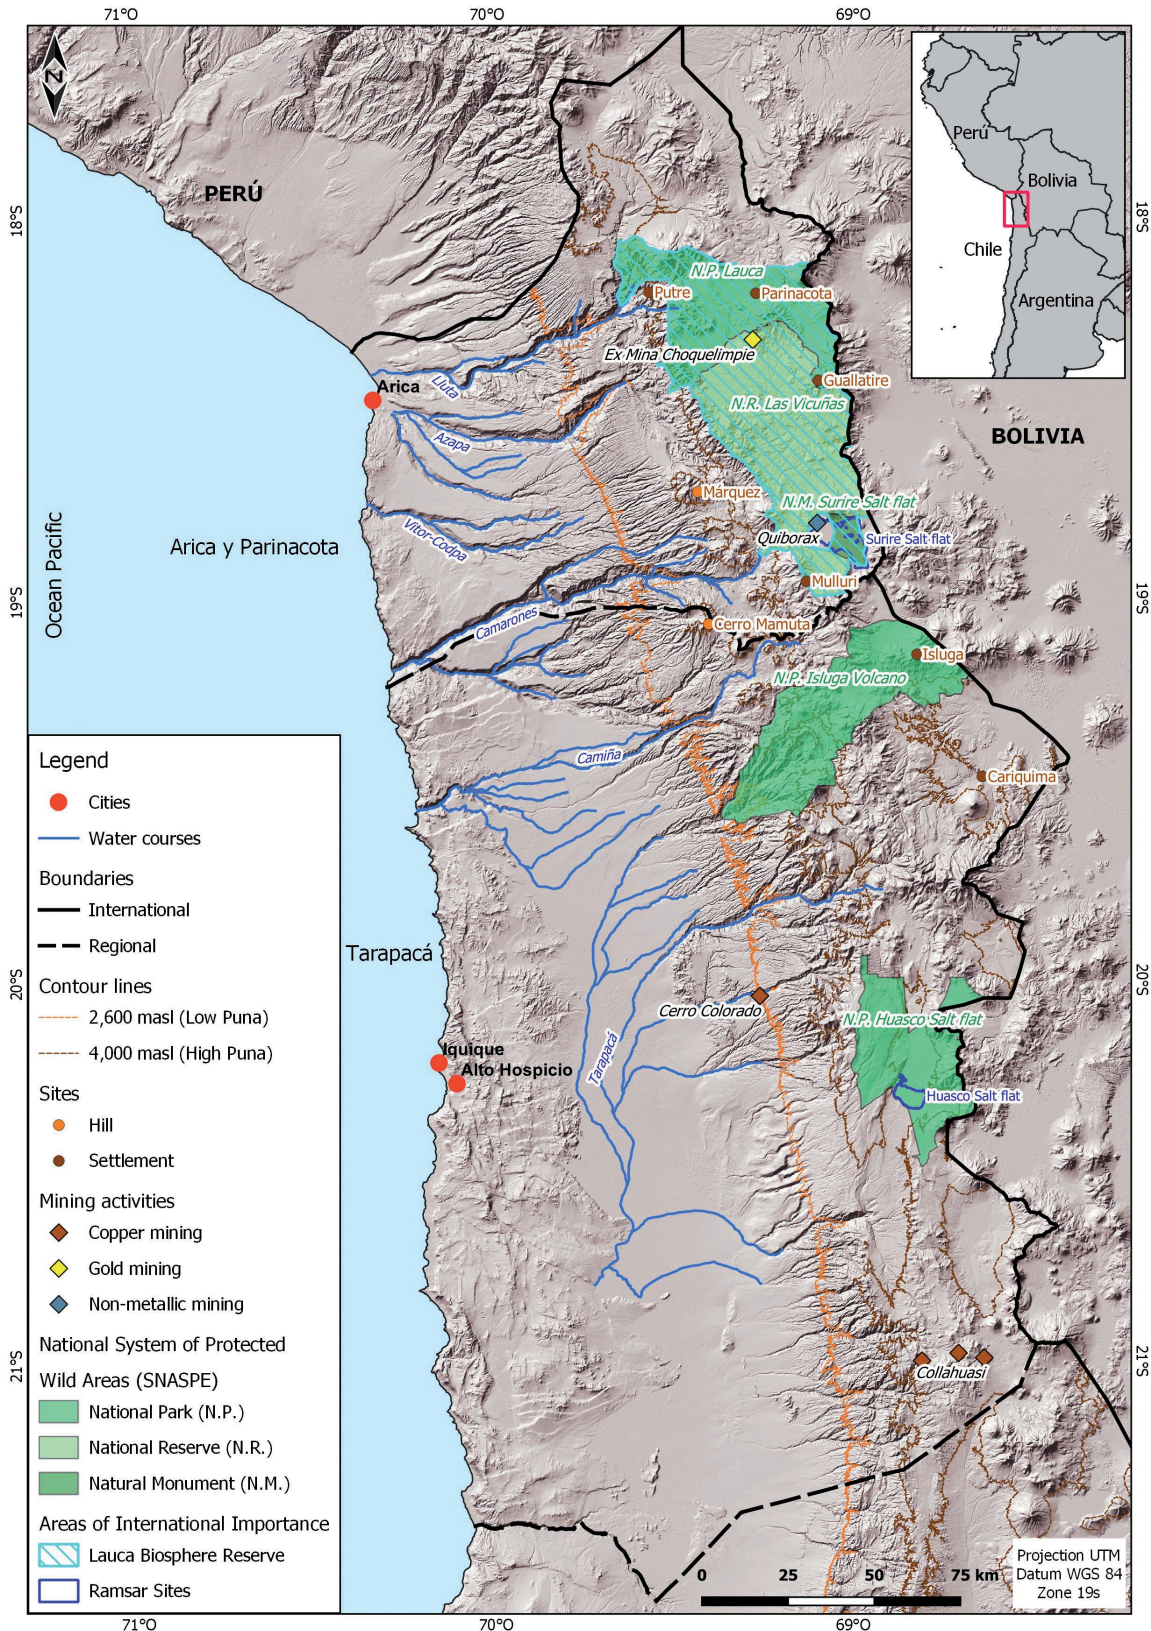 71°O
70°O
69°O
N
PERÚ
Perú
Bolivia
Chile
Argentina
18°S
18°S
N.P. Lauca
Putre
Parinacota
Ex Mina Choquelimpie
Guallatire
Lluta
Arica
N.R. Las Vicuñas
Azapa
BOLIVIA
Márquez
N.M. Surire Salt flat
Vitor-Codpa
Quiborax
Surire Salt flat
Ocean Pacific
Arica y Parinacota
Mulluri
19°S
19°S
Camarones
Cerro Mamuta
Isluga
N.P. Isluga Volcano
Camiña
Cariquima
Tarapacá
20°S
20°S
Cerro Colorado
N.P. Huasco Salt flat
Iquique
Alto Hospicio
Tarapacá
Huasco Salt flat
21°S
21°S
Collahuasi
Legend
Cities
Water courses
Boundaries
International
Regional
Contour lines
2,600 masl (Low Puna)
4,000 masl (High Puna)
Sites
Hill
Settlement
Mining activities
Copper mining
Gold mining
Non-metallic mining
National System of Protected
Wild Areas (SNASPE)
National Park (N.P.)
National Reserve (N.R.)
Natural Monument (N.M.)
Areas of International Importance
Lauca Biosphere Reserve
Ramsar Sites
0 25 50 75 km
Projection UTM
Datum WGS 84
Zone 19s
71°O
70°O
69°O